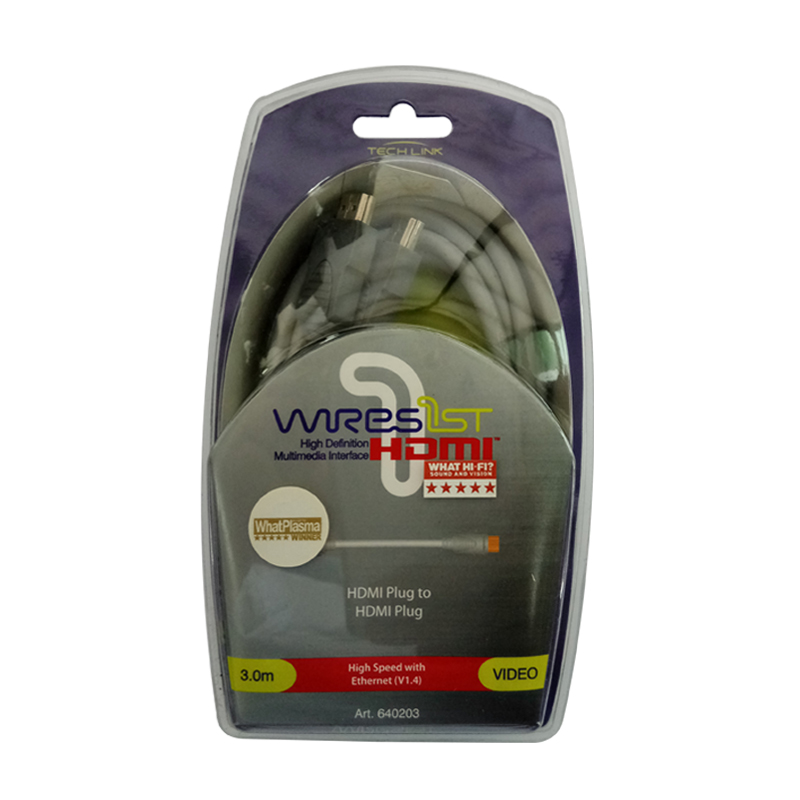 TECH LINK
WIRES1ST
High Definition
Multimedia Interface
HDMI™
WHAT HI-FI?
SOUND AND VISION
★★★★★
WhatPlasma
★★★★★ WINNER
HDMI Plug to
HDMI Plug
3.0m
High Speed with
Ethernet (V1.4)
VIDEO
Art. 640203